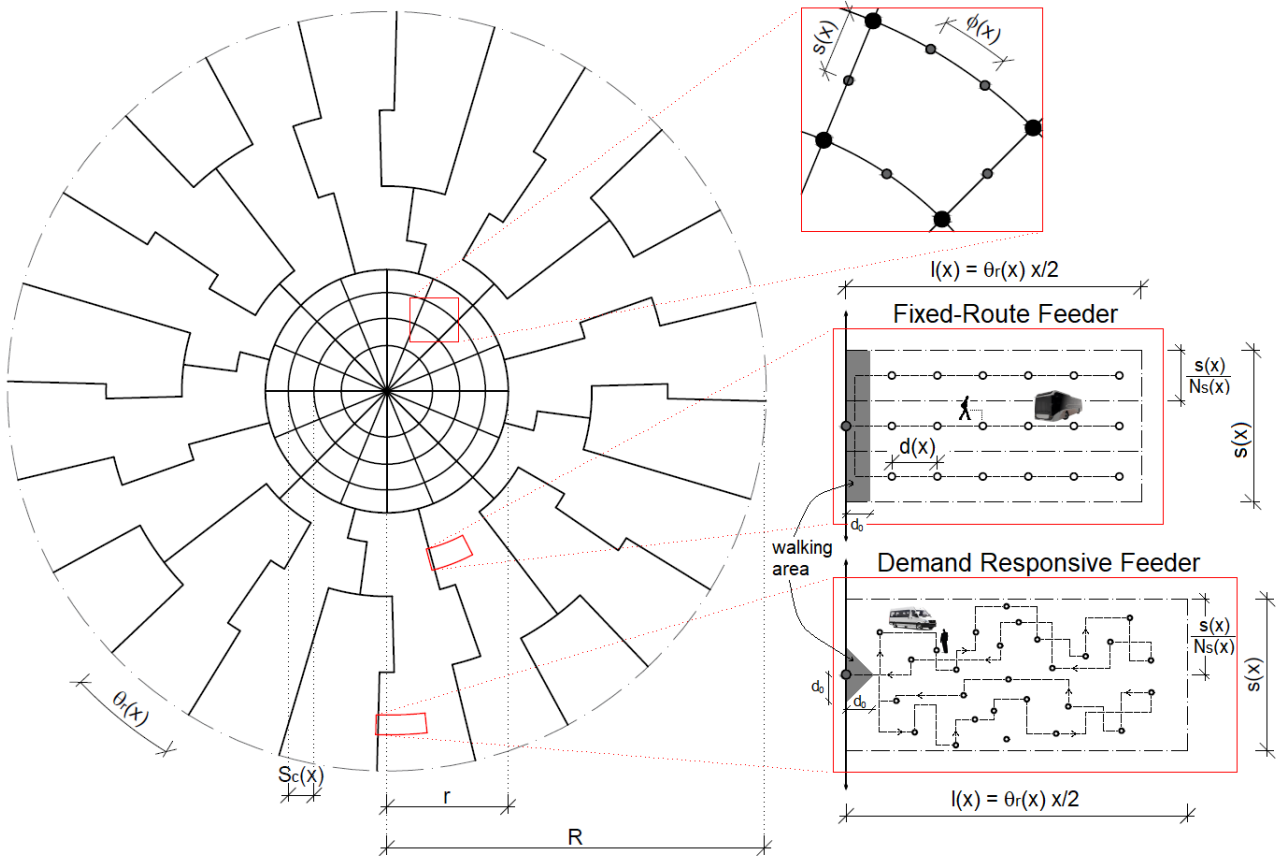 s(x)
ϕ(x)
l(x) = θr(x) x/2
Fixed-Route Feeder
s(x)
Ns(x)
s(x)
d(x)
d₀
walking
area
Demand Responsive Feeder
s(x)
Ns(x)
s(x)
d₀
d₀
l(x) = θr(x) x/2
θr(x)
Sc(x)
r
R